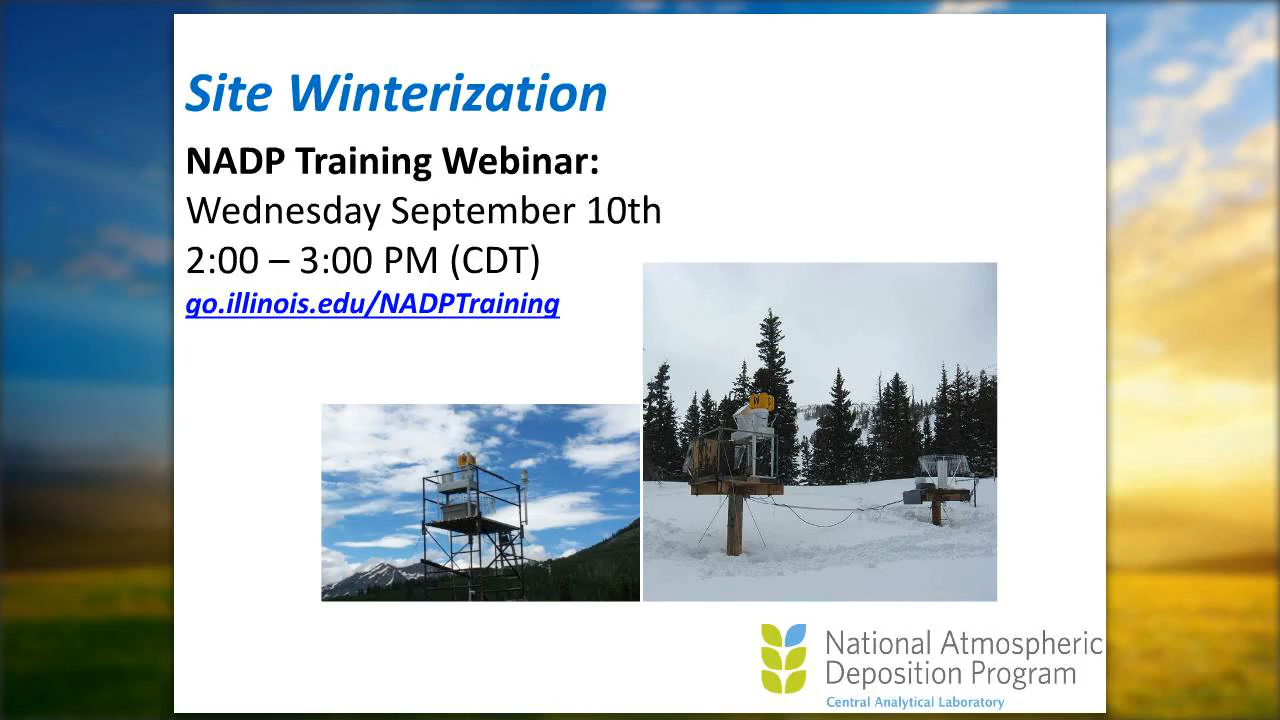 Site Winterization
NADP Training Webinar:
Wednesday September 10th
2:00 – 3:00 PM (CDT)
go.illinois.edu/NADPTraining
W D
National Atmospheric
Deposition Program
Central Analytical Laboratory